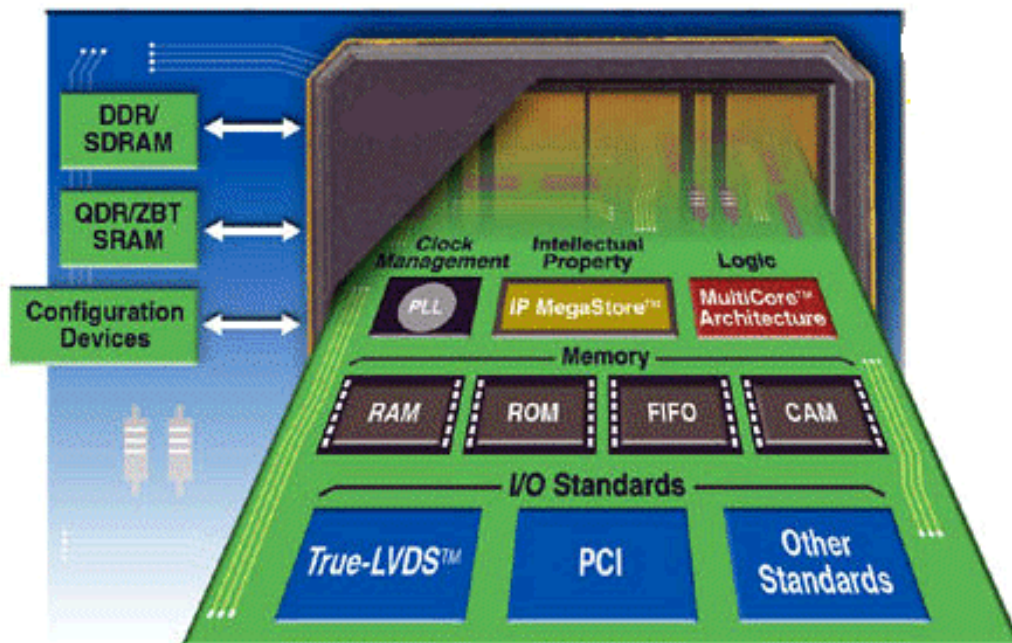 DDR/
SDRAM
QDR/ZBT
SRAM
Configuration
Devices
Clock
Management
Intellectual
Property
Logic
PLL
IP MegaStore™
MultiCore™
Architecture
Memory
RAM
ROM
FIFO
CAM
I/O Standards
True-LVDS™
PCI
Other
Standards